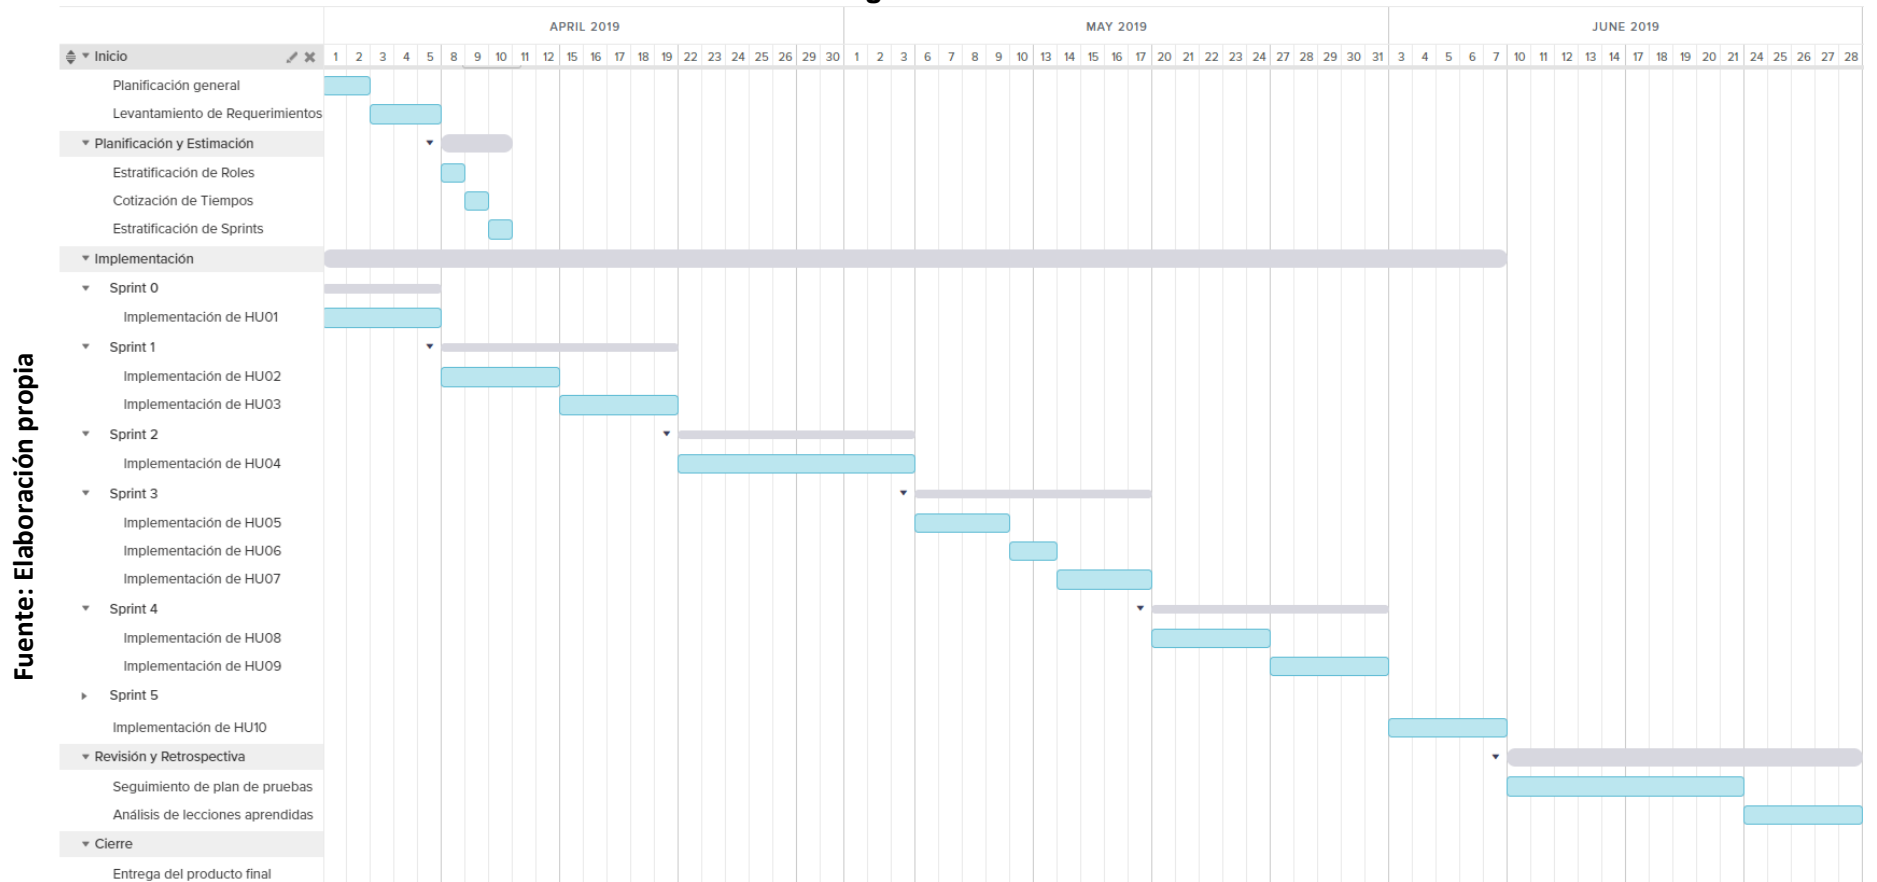 APRIL 2019 MAY 2019 JUNE 2019
Inicio 1 2 3 4 5 8 9 10 11 12 15 16 17 18 19 22 23 24 25 26 29 30 1 2 3 6 7 8 9 10 13 14 15 16 17 20 21 22 23 24 27 28 29 30 31 3 4 5 6 7 10 11 12 13 14 17 18 19 20 21 24 25 26 27 28
Planificación general
Levantamiento de Requerimientos
Planificación y Estimación
Estratificación de Roles
Cotización de Tiempos
Estratificación de Sprints
Implementación
Sprint 0
Implementación de HU01
Sprint 1
Implementación de HU02
Implementación de HU03
Sprint 2
Implementación de HU04
Sprint 3
Implementación de HU05
Implementación de HU06
Implementación de HU07
Sprint 4
Implementación de HU08
Implementación de HU09
Sprint 5
Implementación de HU10
Revisión y Retrospectiva
Seguimiento de plan de pruebas
Análisis de lecciones aprendidas
Cierre
Entrega del producto final
Fuente: Elaboración propia